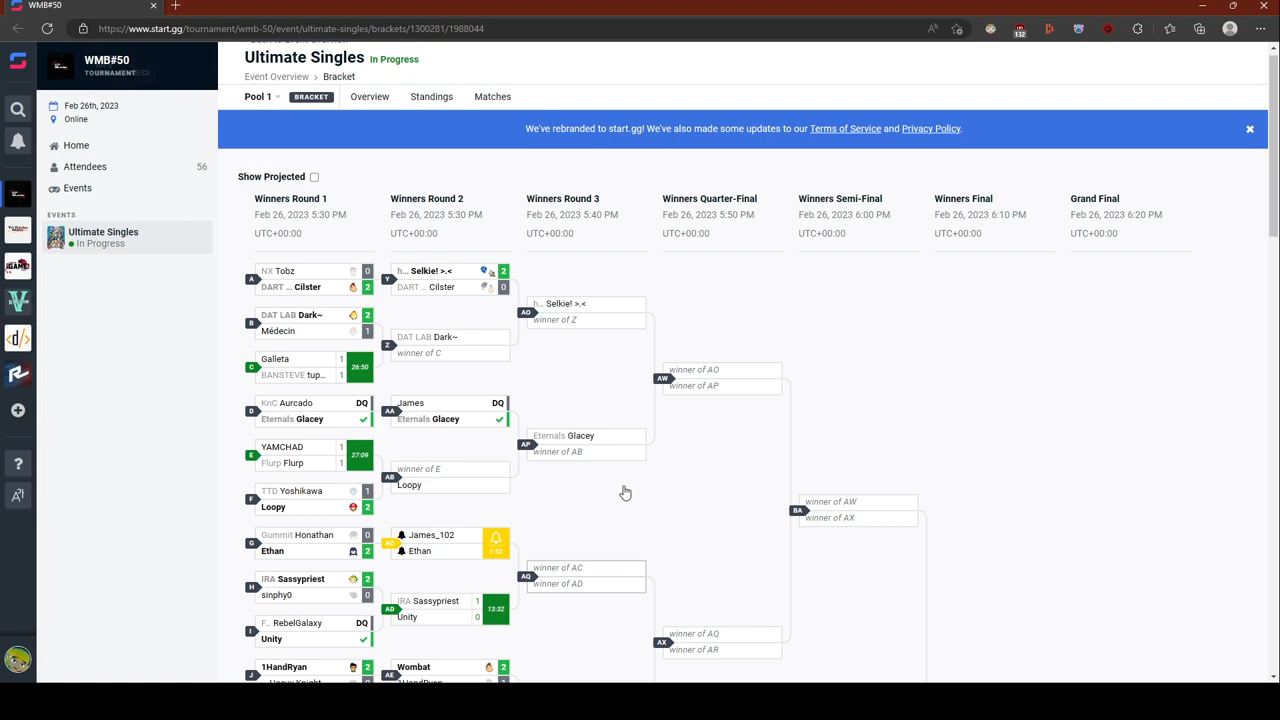 WMB#50
https://www.start.gg/tournament/wmb-50/event/ultimate-singles/brackets/1300281/1988044
132
WMB#50
TOURNAMENT
Feb 26th, 2023
Online
Home
Attendees 56
Events
EVENTS
Ultimate Singles
In Progress
Ultimate Singles In Progress
Event Overview > Bracket
Pool 1 BRACKET Overview Standings Matches
We've rebranded to start.gg! We've also made some updates to our Terms of Service and Privacy Policy.
Show Projected
Winners Round 1 Winners Round 2 Winners Round 3 Winners Quarter-Final Winners Semi-Final Winners Final Grand Final
Feb 26, 2023 5:30 PM Feb 26, 2023 5:30 PM Feb 26, 2023 5:40 PM Feb 26, 2023 5:50 PM Feb 26, 2023 6:00 PM Feb 26, 2023 6:10 PM Feb 26, 2023 6:20 PM
UTC+00:00 UTC+00:00 UTC+00:00 UTC+00:00 UTC+00:00 UTC+00:00 UTC+00:00
A
NX Tobz 0
DART ... Cilster 2
B
DAT LAB Dark~ 2
Médecin 1
C
Galleta 1
BANSTEVE tup... 1
26:50
D
KnC Aurcado DQ
Eternals Glacey
E
YAMCHAD 1
Flurp Flurp 1
27:09
F
TTD Yoshikawa 1
Loopy 2
G
Gummit Honathan 0
Ethan 2
H
IRA Sassypriest 2
sinphy0 0
I
F... RebelGalaxy DQ
Unity
J
1HandRyan 2
Y
h... Selkie! >.< 2
DART ... Cilster 0
Z
DAT LAB Dark~
winner of C
AA
James DQ
Eternals Glacey
AB
winner of E
Loopy
AC
James_102
Ethan
AD
IRA Sassypriest 1
Unity 0
13:32
AE
Wombat 2
1HandRyan
AO
h... Selkie! >.<
winner of Z
AP
Eternals Glacey
winner of AB
AQ
winner of AC
winner of AD
AW
winner of AO
winner of AP
AX
winner of AQ
winner of AR
BA
winner of AW
winner of AX